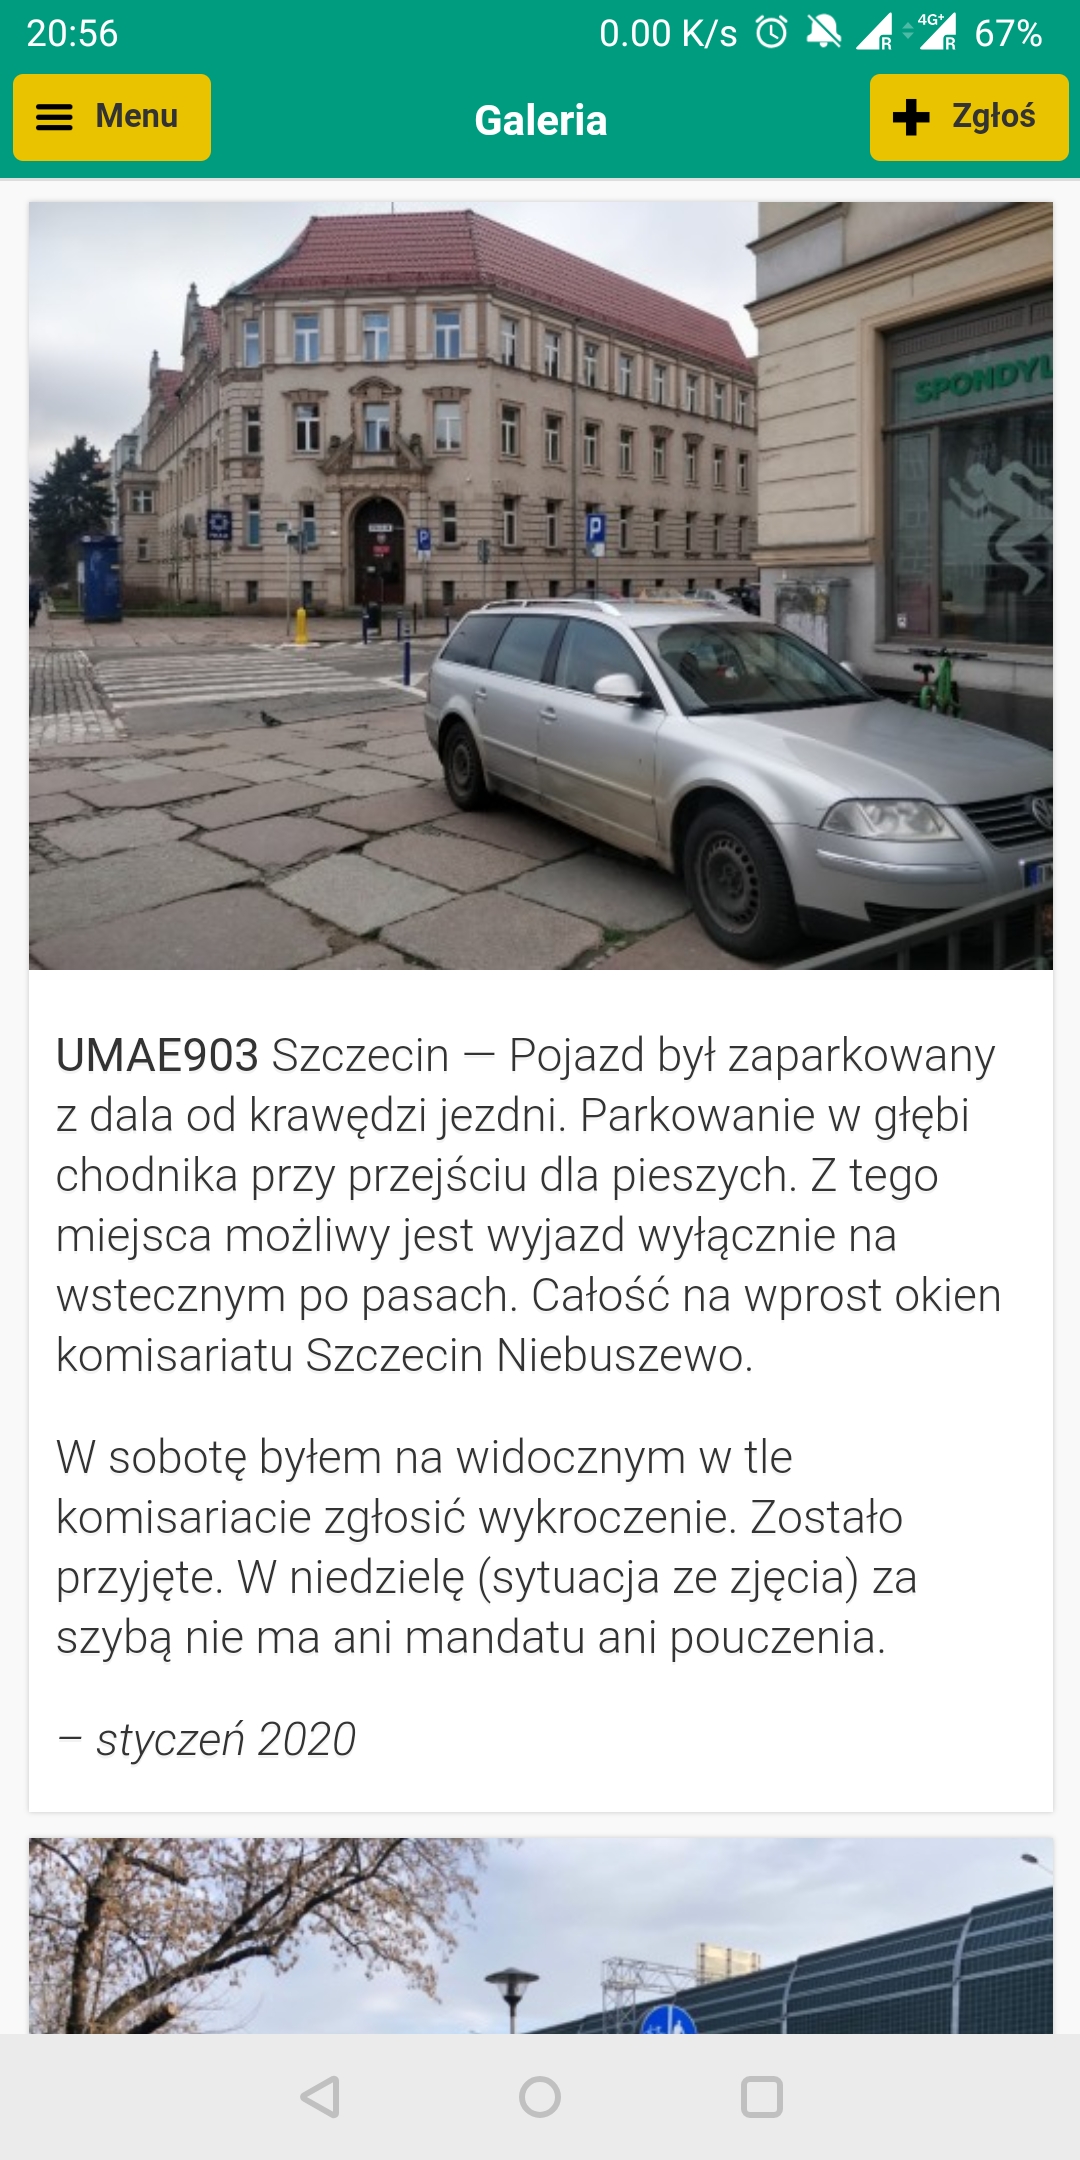 20:56
0.00 K/s
4G+
R
R
67%
Menu
Galeria
Zgłoś
SPONDYL
P
P
UMAE903 Szczecin — Pojazd był zaparkowany
z dala od krawędzi jezdni. Parkowanie w głębi
chodnika przy przejściu dla pieszych. Z tego
miejsca możliwy jest wyjazd wyłącznie na
wstecznym po pasach. Całość na wprost okien
komisariatu Szczecin Niebuszewo.
W sobotę byłem na widocznym w tle
komisariacie zgłosić wykroczenie. Zostało
przyjęte. W niedzielę (sytuacja ze zjęcia) za
szybą nie ma ani mandatu ani pouczenia.
– styczeń 2020